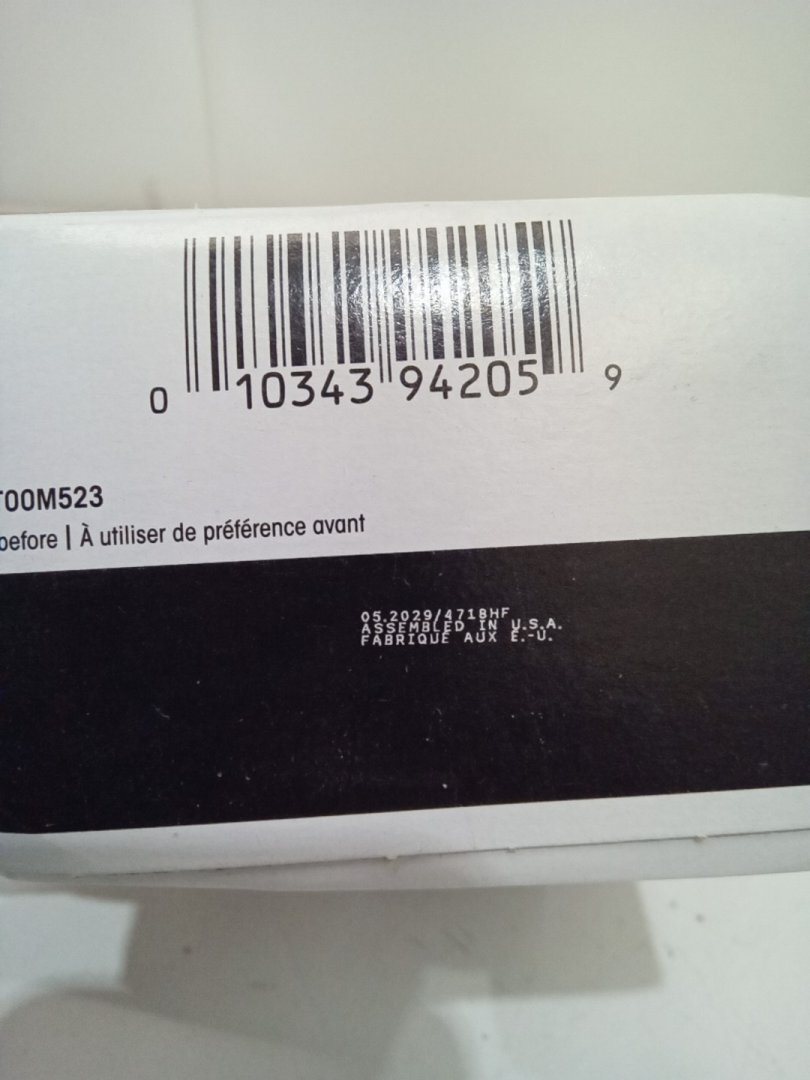 0 10343 94205 9
T00M523
before | À utiliser de préférence avant
05.2029/471BHF
ASSEMBLED IN U.S.A.
FABRIQUÉ AUX É.-U.